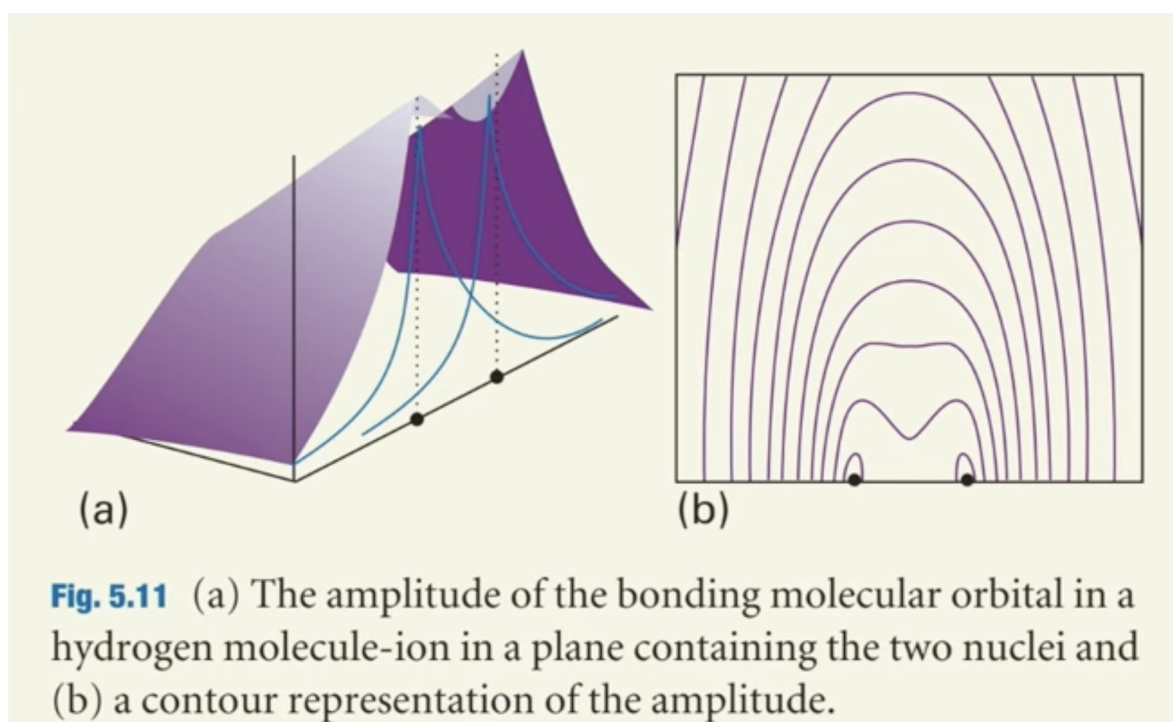 (a)
(b)
Fig. 5.11 (a) The amplitude of the bonding molecular orbital in a
hydrogen molecule-ion in a plane containing the two nuclei and
(b) a contour representation of the amplitude.